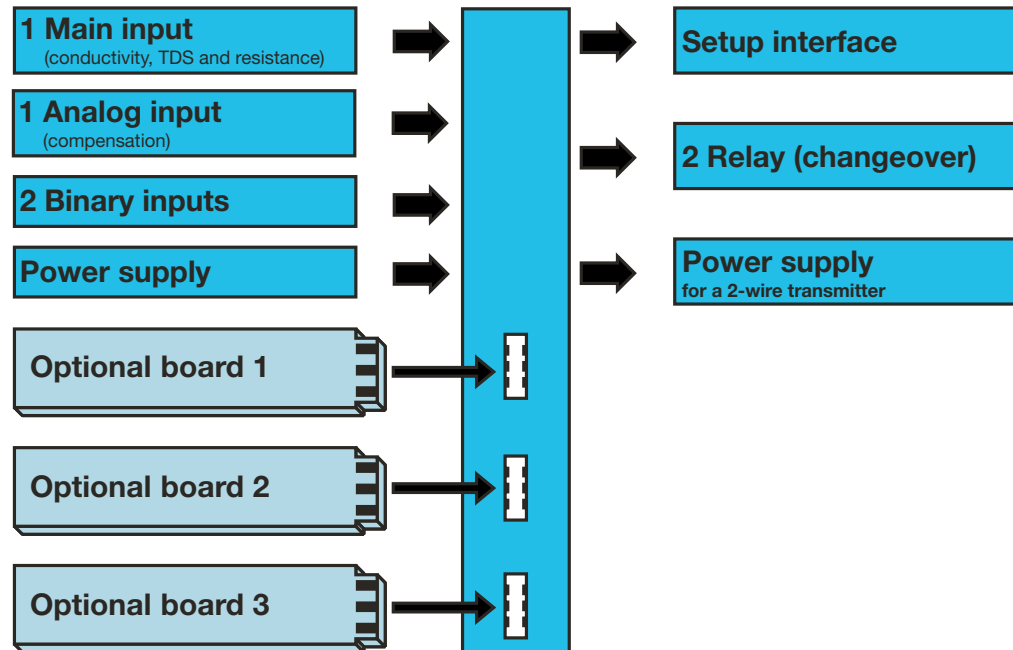 1 Main input
(conductivity, TDS and resistance)
1 Analog input
(compensation)
2 Binary inputs
Power supply
Optional board 1
Optional board 2
Optional board 3
Setup interface
2 Relay (changeover)
Power supply
for a 2-wire transmitter